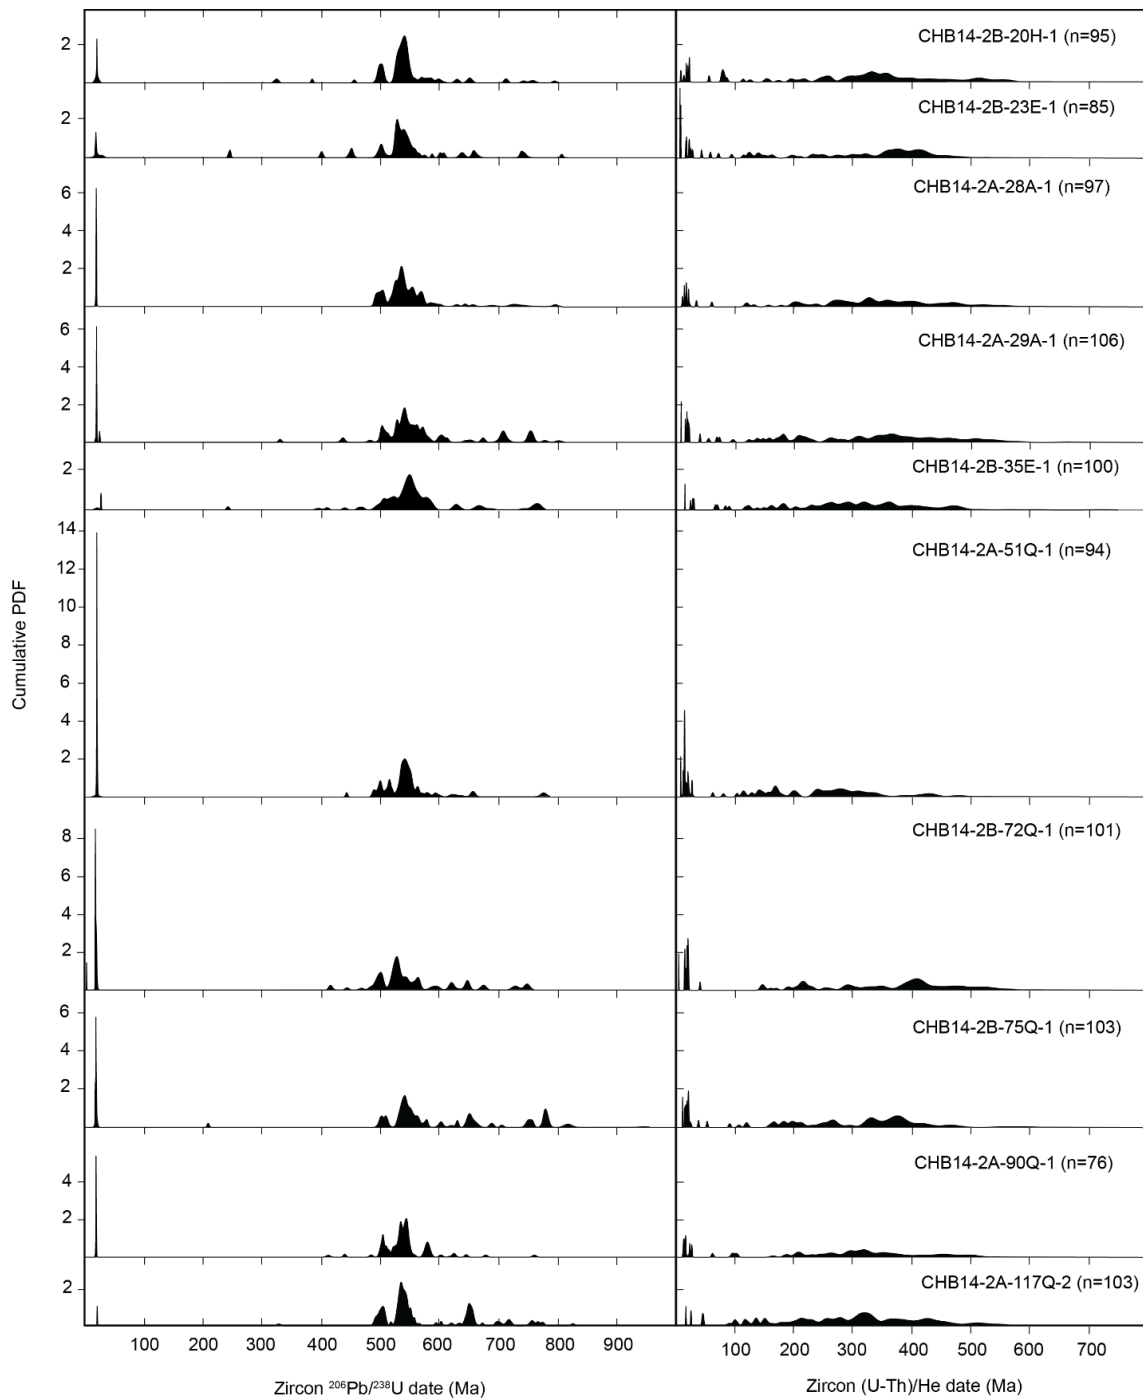 2
CHB14-2B-20H-1 (n=95)
2
CHB14-2B-23E-1 (n=85)
6
4
2
CHB14-2A-28A-1 (n=97)
6
4
2
CHB14-2A-29A-1 (n=106)
2
CHB14-2B-35E-1 (n=100)
14
12
10
8
6
4
2
CHB14-2A-51Q-1 (n=94)
Cumulative PDF
8
6
4
2
CHB14-2B-72Q-1 (n=101)
6
4
2
CHB14-2B-75Q-1 (n=103)
4
2
CHB14-2A-90Q-1 (n=76)
2
CHB14-2A-117Q-2 (n=103)
100 200 300 400 500 600 700 800 900
100 200 300 400 500 600 700
Zircon ²⁰⁶Pb/²³⁸U date (Ma)
Zircon (U-Th)/He date (Ma)